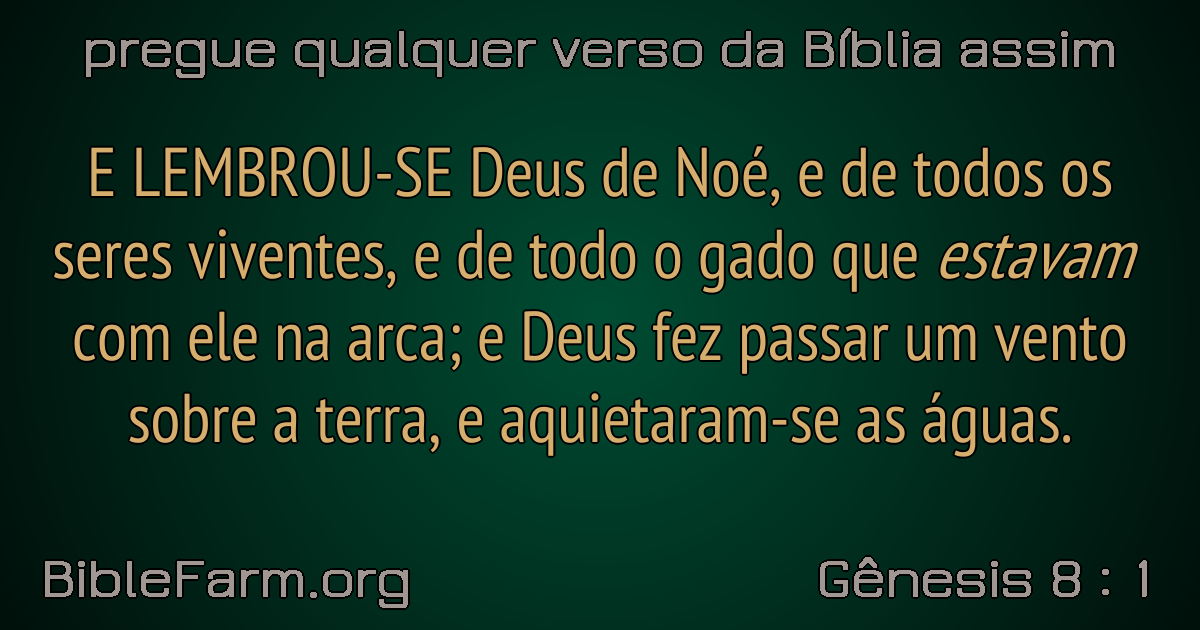 pregue qualquer verso da Bíblia assim
E LEMBROU-SE Deus de Noé, e de todos os
seres viventes, e de todo o gado que estavam
com ele na arca; e Deus fez passar um vento
sobre a terra, e aquietaram-se as águas.
BibleFarm.org
Gênesis 8 : 1